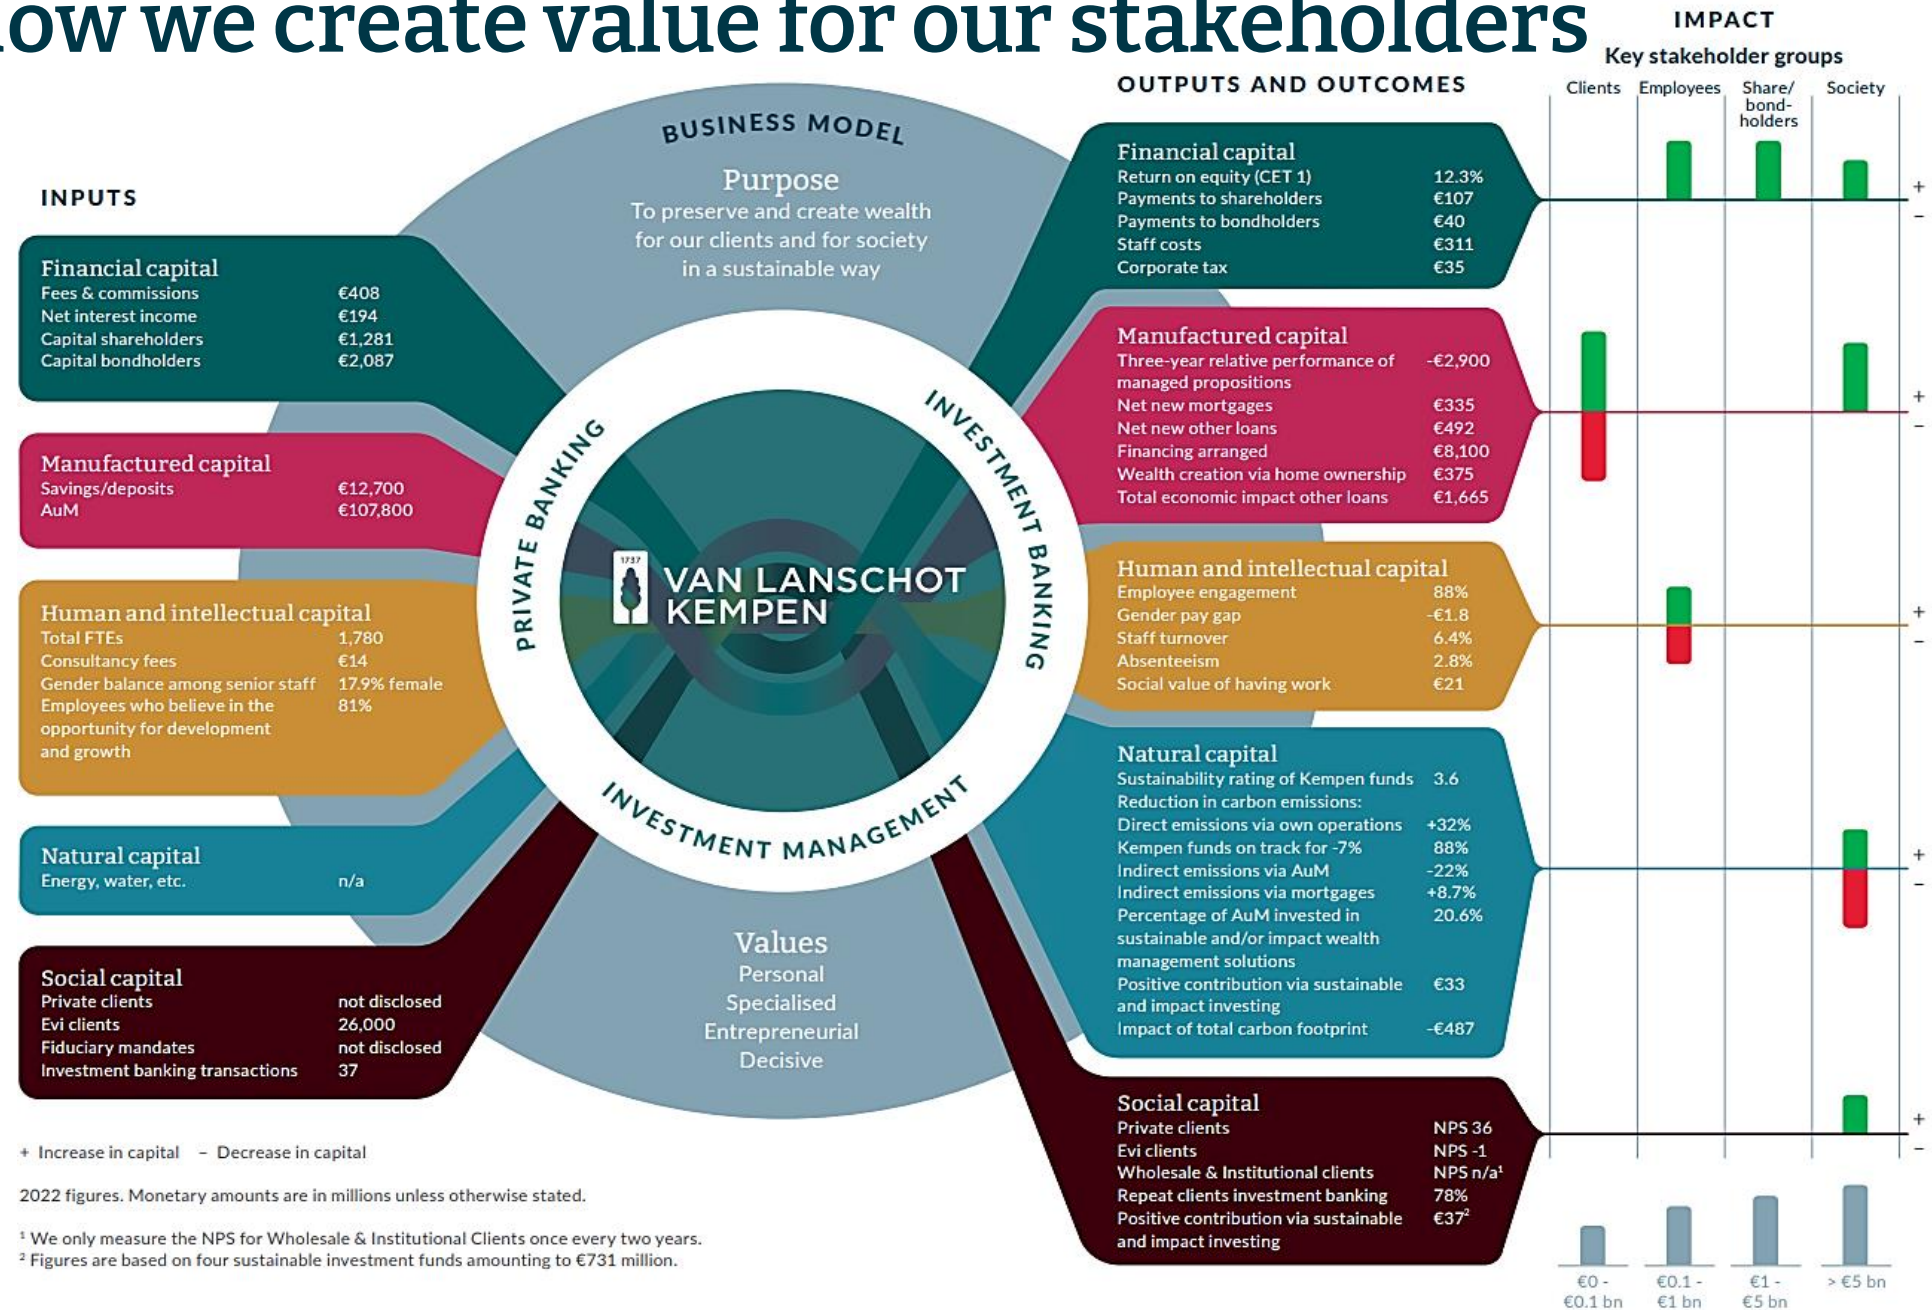 ow we create value for our stakeholders
INPUTS
Financial capital
Fees & commissions €408
Net interest income €194
Capital shareholders €1,281
Capital bondholders €2,087
Manufactured capital
Savings/deposits €12,700
AuM €107,800
Human and intellectual capital
Total FTEs 1,780
Consultancy fees €14
Gender balance among senior staff 17.9% female
Employees who believe in the 81%
opportunity for development
and growth
Natural capital
Energy, water, etc. n/a
Social capital
Private clients not disclosed
Evi clients 26,000
Fiduciary mandates not disclosed
Investment banking transactions 37
+ Increase in capital – Decrease in capital
2022 figures. Monetary amounts are in millions unless otherwise stated.
¹ We only measure the NPS for Wholesale & Institutional Clients once every two years.
² Figures are based on four sustainable investment funds amounting to €731 million.
BUSINESS MODEL
Purpose
To preserve and create wealth
for our clients and for society
in a sustainable way
PRIVATE BANKING
INVESTMENT BANKING
INVESTMENT MANAGEMENT
1737
VAN LANSCHOT
KEMPEN
Values
Personal
Specialised
Entrepreneurial
Decisive
OUTPUTS AND OUTCOMES
Financial capital
Return on equity (CET 1) 12.3%
Payments to shareholders €107
Payments to bondholders €40
Staff costs €311
Corporate tax €35
Manufactured capital
Three-year relative performance of -€2,900
managed propositions
Net new mortgages €335
Net new other loans €492
Financing arranged €8,100
Wealth creation via home ownership €375
Total economic impact other loans €1,665
Human and intellectual capital
Employee engagement 88%
Gender pay gap -€1.8
Staff turnover 6.4%
Absenteeism 2.8%
Social value of having work €21
Natural capital
Sustainability rating of Kempen funds 3.6
Reduction in carbon emissions:
Direct emissions via own operations +32%
Kempen funds on track for -7% 88%
Indirect emissions via AuM -22%
Indirect emissions via mortgages +8.7%
Percentage of AuM invested in 20.6%
sustainable and/or impact wealth
management solutions
Positive contribution via sustainable €33
and impact investing
Impact of total carbon footprint -€487
Social capital
Private clients NPS 36
Evi clients NPS -1
Wholesale & Institutional clients NPS n/a¹
Repeat clients investment banking 78%
Positive contribution via sustainable €37²
and impact investing
IMPACT
Key stakeholder groups
Clients Employees Share/ Society
bond-
holders
+
–
+
–
+
–
+
–
+
–
€0 - €0.1 - €1 - > €5 bn
€0.1 bn €1 bn €5 bn